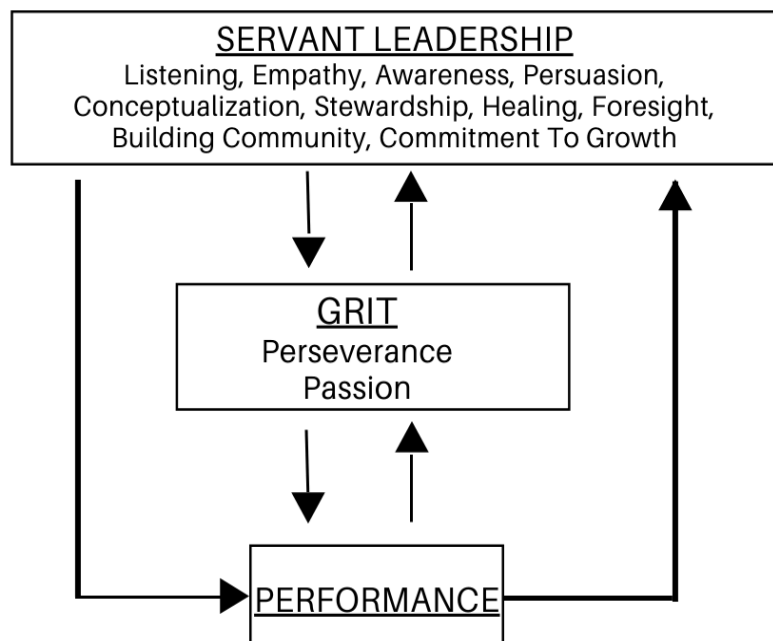 SERVANT LEADERSHIP
Listening, Empathy, Awareness, Persuasion,
Conceptualization, Stewardship, Healing, Foresight,
Building Community, Commitment To Growth
GRIT
Perseverance
Passion
PERFORMANCE